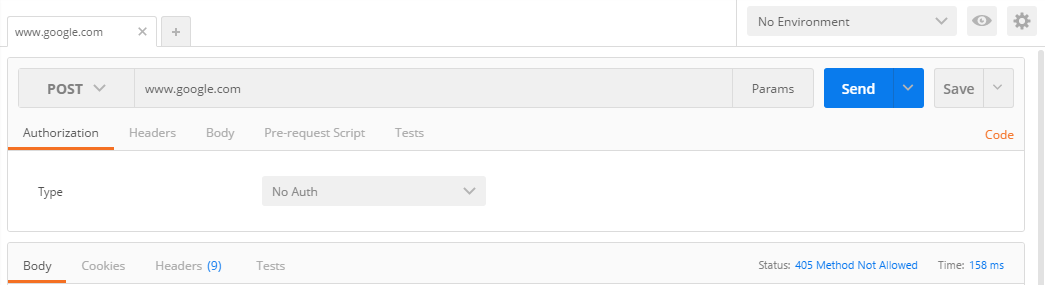 www.google.com
No Environment
POST www.google.com Params Send Save
Authorization Headers Body Pre-request Script Tests Code
Type No Auth
Body Cookies Headers (9) Tests Status: 405 Method Not Allowed Time: 158 ms